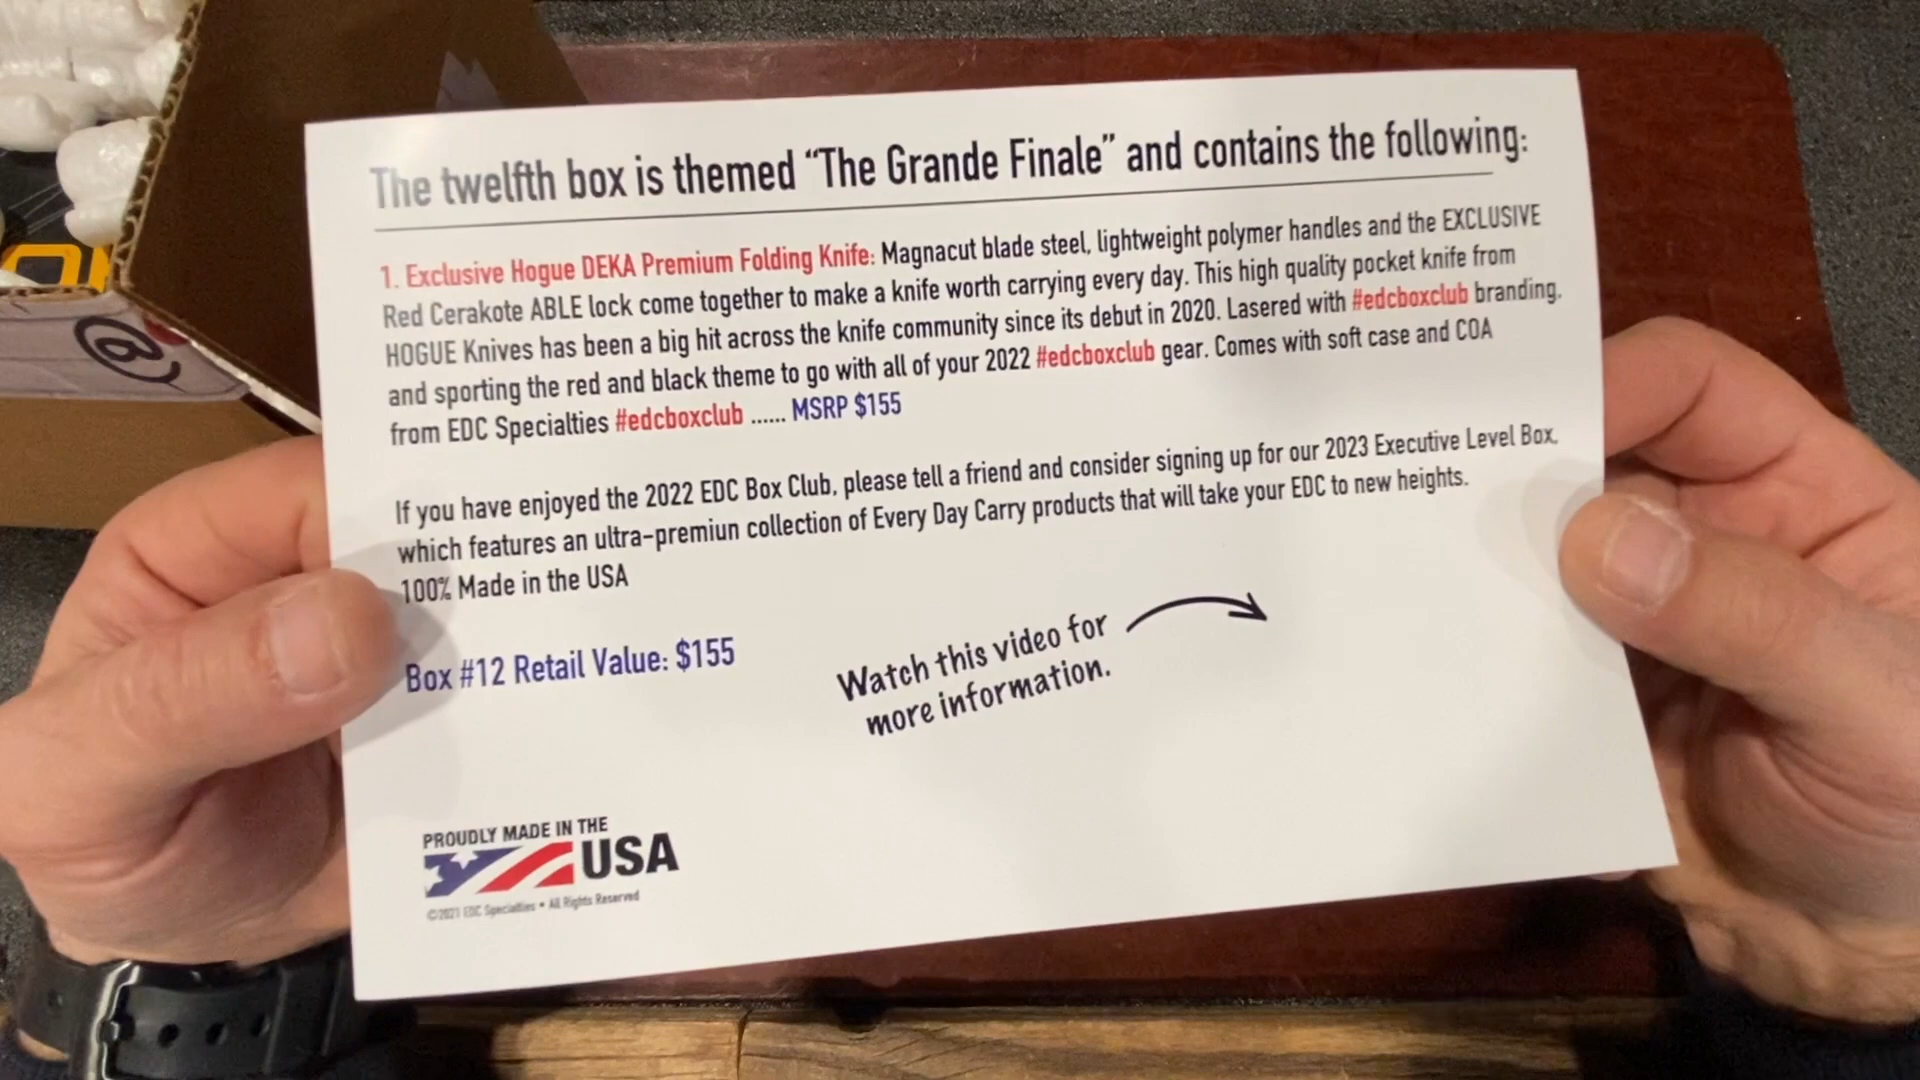 The twelfth box is themed “The Grande Finale” and contains the following:
1. Exclusive Hogue DEKA Premium Folding Knife: Magnacut blade steel, lightweight polymer handles and the EXCLUSIVE
Red Cerakote ABLE lock come together to make a knife worth carrying every day. This high quality pocket knife from
HOGUE Knives has been a big hit across the knife community since its debut in 2020. Lasered with #edcboxclub branding.
and sporting the red and black theme to go with all of your 2022 #edcboxclub gear. Comes with soft case and COA
from EDC Specialties #edcboxclub ...... MSRP $155
If you have enjoyed the 2022 EDC Box Club, please tell a friend and consider signing up for our 2023 Executive Level Box,
which features an ultra-premiun collection of Every Day Carry products that will take your EDC to new heights.
100% Made in the USA
Box #12 Retail Value: $155
Watch this video for
more information.
PROUDLY MADE IN THE
USA
©2021 EDC Specialties • All Rights Reserved
@